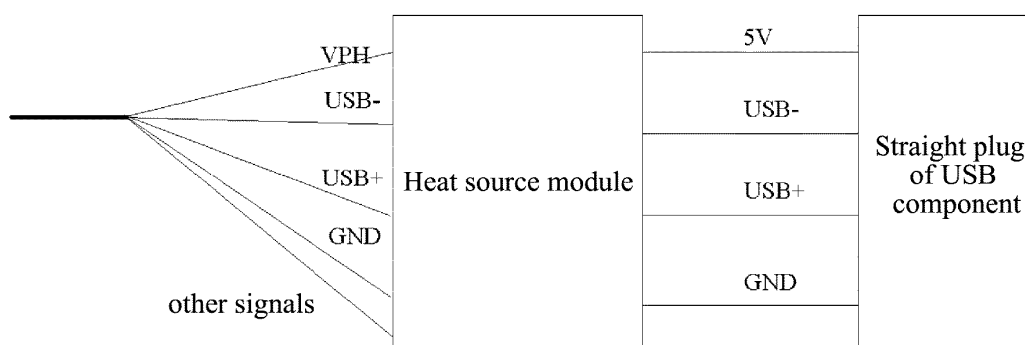 VPH
USB-
USB+
GND
other signals
Heat source module
5V
USB-
USB+
GND
Straight plug
of USB
component